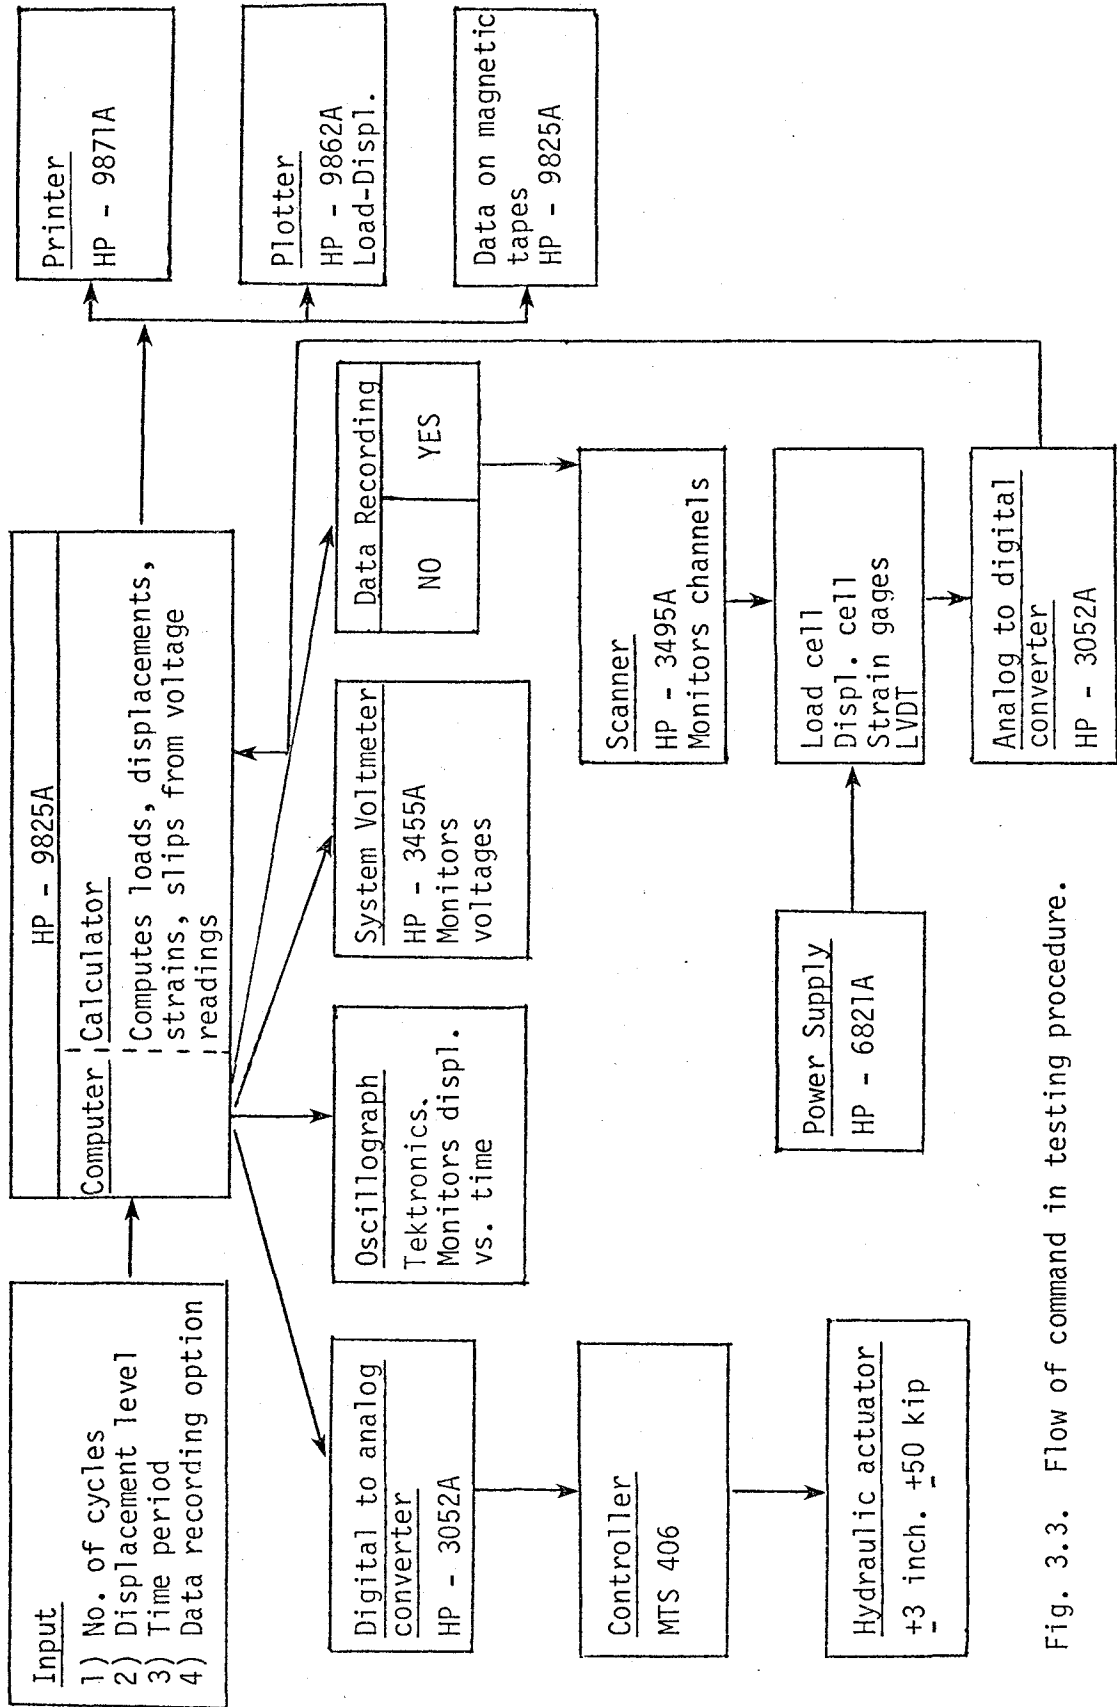 Input
1) No. of cycles
2) Displacement level
3) Time period
4) Data recording option
HP - 9825A
Computer
Calculator
Computes loads, displacements,
strains, slips from voltage
readings
Printer
HP - 9871A
Plotter
HP - 9862A
Load-Displ.
Data on magnetic
tapes
HP - 9825A
Digital to analog
converter
HP - 3052A
Oscillograph
Tektronics.
Monitors displ.
vs. time
System Voltmeter
HP - 3455A
Monitors
voltages
Data Recording
NO
YES
Controller
MTS 406
Scanner
HP - 3495A
Monitors channels
Hydraulic actuator
±3 inch. ±50 kip
Power Supply
HP - 6821A
Load cell
Displ. cell
Strain gages
LVDT
Analog to digital
converter
HP - 3052A
Fig. 3.3. Flow of command in testing procedure.